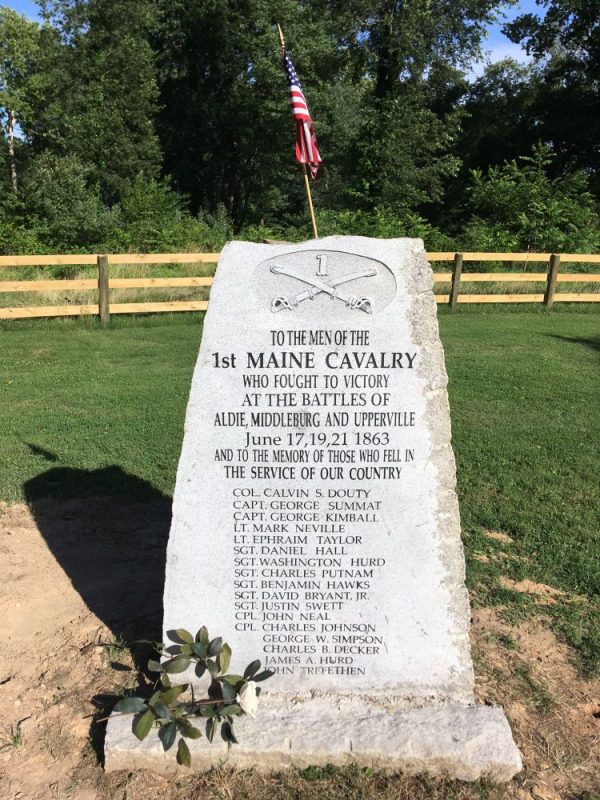 1
TO THE MEN OF THE
1st MAINE CAVALRY
WHO FOUGHT TO VICTORY
AT THE BATTLES OF
ALDIE, MIDDLEBURG AND UPPERVILLE
June 17,19,21 1863
AND TO THE MEMORY OF THOSE WHO FELL IN
THE SERVICE OF OUR COUNTRY
COL. CALVIN S. DOUTY
CAPT. GEORGE SUMMAT
CAPT. GEORGE KIMBALL
LT. MARK NEVILLE
LT. EPHRAIM TAYLOR
SGT. DANIEL HALL
SGT. WASHINGTON HURD
SGT. CHARLES PUTNAM
SGT. BENJAMIN HAWKS
SGT. DAVID BRYANT, JR.
SGT. JUSTIN SWETT
CPL. JOHN NEAL
CPL. CHARLES JOHNSON
GEORGE W. SIMPSON
CHARLES B. DECKER
JAMES A. HURD
JOHN TREFETHEN